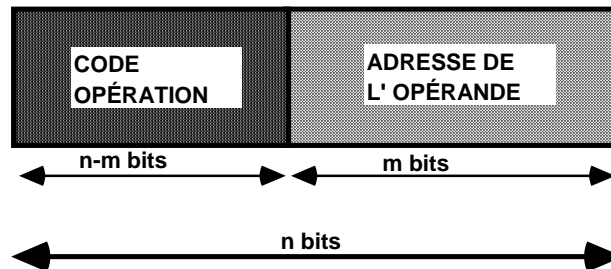 CODE
OPÉRATION
ADRESSE DE
L' OPÉRANDE
n-m bits
m bits
n bits